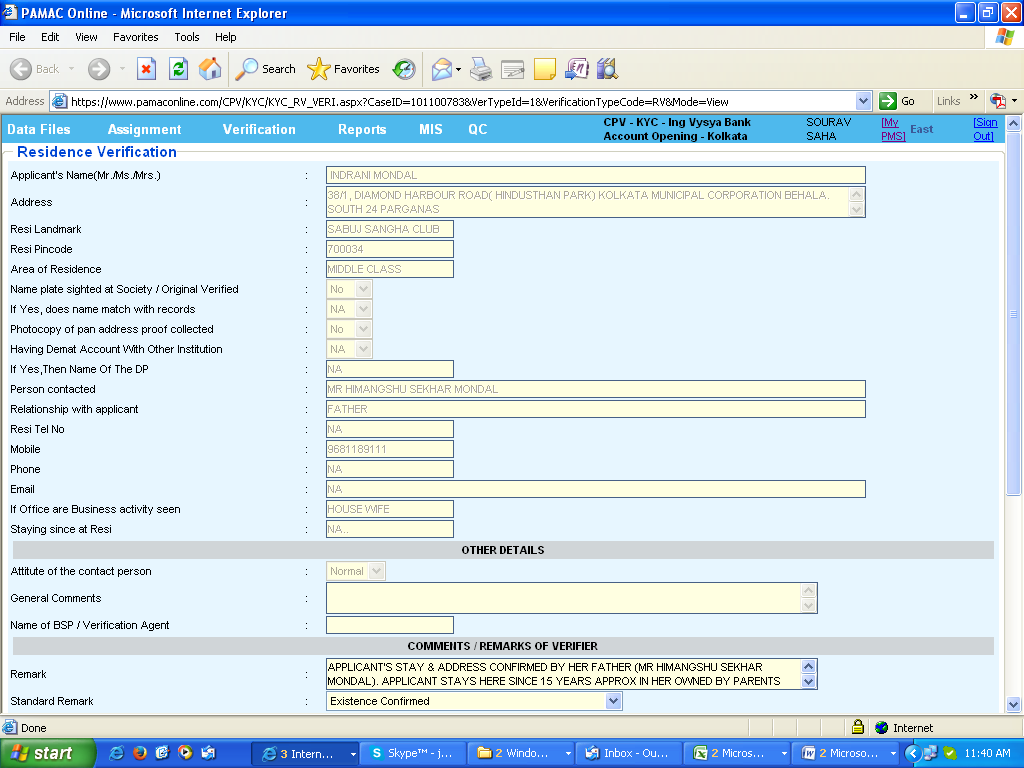 PAMAC Online - Microsoft Internet Explorer
File Edit View Favorites Tools Help
Back Search Favorites
Address https://www.pamaconline.com/CPV/KYC/KYC_RV_VERI.aspx?CaseID=101100783&VerTypeId=1&VerificationTypeCode=RV&Mode=View Go Links »
Data Files Assignment Verification Reports MIS QC CPV - KYC - Ing Vysya Bank Account Opening - Kolkata SOURAV SAHA [My PMS] East [Sign Out]
Residence Verification
Applicant's Name(Mr./Ms./Mrs.) : INDRANI MONDAL
Address : 38/1, DIAMOND HARBOUR ROAD( HINDUSTHAN PARK) KOLKATA MUNICIPAL CORPORATION BEHALA.
SOUTH 24 PARGANAS
Resi Landmark : SABUJ SANGHA CLUB
Resi Pincode : 700034
Area of Residence : MIDDLE CLASS
Name plate sighted at Society / Original Verified : No
If Yes, does name match with records : NA
Photocopy of pan address proof collected : No
Having Demat Account With Other Institution : NA
If Yes,Then Name Of The DP : NA
Person contacted : MR HIMANGSHU SEKHAR MONDAL
Relationship with applicant : FATHER
Resi Tel No : NA
Mobile : 9681189111
Phone : NA
Email : NA
If Office are Business activity seen : HOUSE WIFE
Staying since at Resi : NA..
OTHER DETAILS
Attitute of the contact person : Normal
General Comments :
Name of BSP / Verification Agent :
COMMENTS / REMARKS OF VERIFIER
Remark : APPLICANT'S STAY & ADDRESS CONFIRMED BY HER FATHER (MR HIMANGSHU SEKHAR
MONDAL). APPLICANT STAYS HERE SINCE 15 YEARS APPROX IN HER OWNED BY PARENTS
Standard Remark : Existence Confirmed
Done Internet
start 3 Intern... Skype™ - j... 2 Windo... Inbox - Ou... 2 Micros... 2 Microso... 11:40 AM